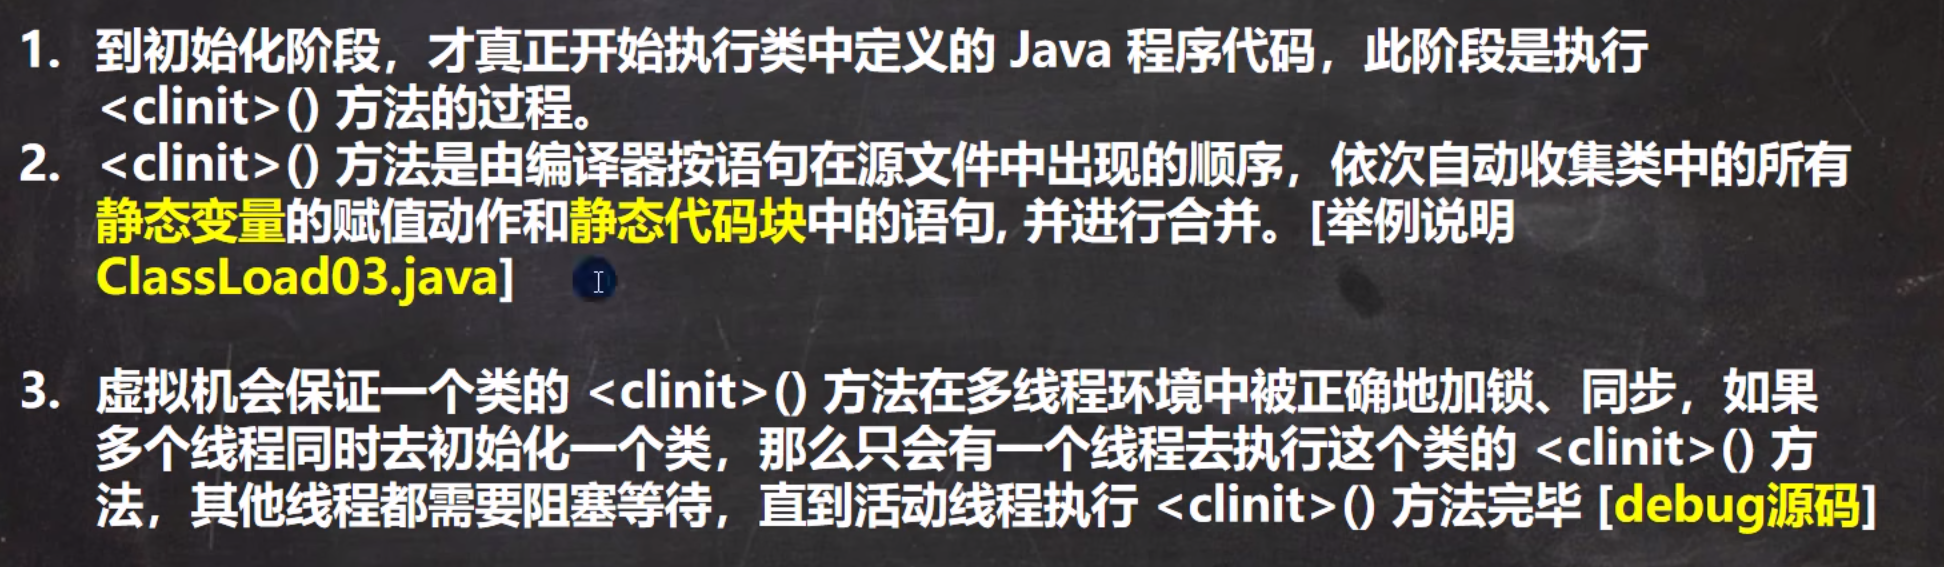 1. 到初始化阶段，才真正开始执行类中定义的 Java 程序代码，此阶段是执行
<clinit>() 方法的过程。
2. <clinit>() 方法是由编译器按语句在源文件中出现的顺序，依次自动收集类中的所有
静态变量的赋值动作和静态代码块中的语句, 并进行合并。[举例说明
ClassLoad03.java]
3. 虚拟机会保证一个类的 <clinit>() 方法在多线程环境中被正确地加锁、同步，如果
多个线程同时去初始化一个类，那么只会有一个线程去执行这个类的 <clinit>() 方
法，其他线程都需要阻塞等待，直到活动线程执行 <clinit>() 方法完毕 [debug源码]